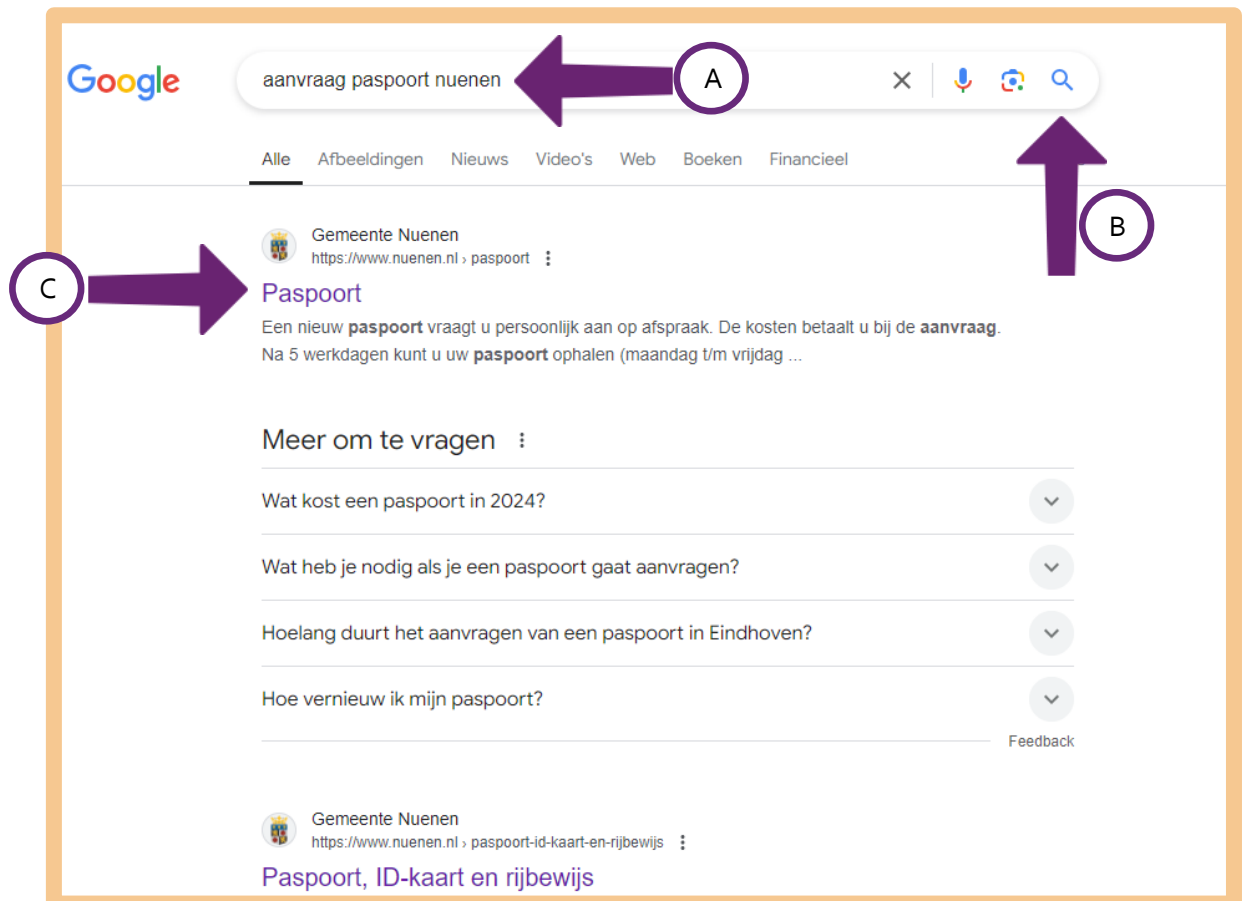 Google
aanvraag paspoort nuenen
A
Alle Afbeeldingen Nieuws Video's Web Boeken Financieel
B
Gemeente Nuenen
https://www.nuenen.nl › paspoort
C
Paspoort
Een nieuw paspoort vraagt u persoonlijk aan op afspraak. De kosten betaalt u bij de aanvraag.
Na 5 werkdagen kunt u uw paspoort ophalen (maandag t/m vrijdag ...
Meer om te vragen
Wat kost een paspoort in 2024?
Wat heb je nodig als je een paspoort gaat aanvragen?
Hoelang duurt het aanvragen van een paspoort in Eindhoven?
Hoe vernieuw ik mijn paspoort?
Feedback
Gemeente Nuenen
https://www.nuenen.nl › paspoort-id-kaart-en-rijbewijs
Paspoort, ID-kaart en rijbewijs